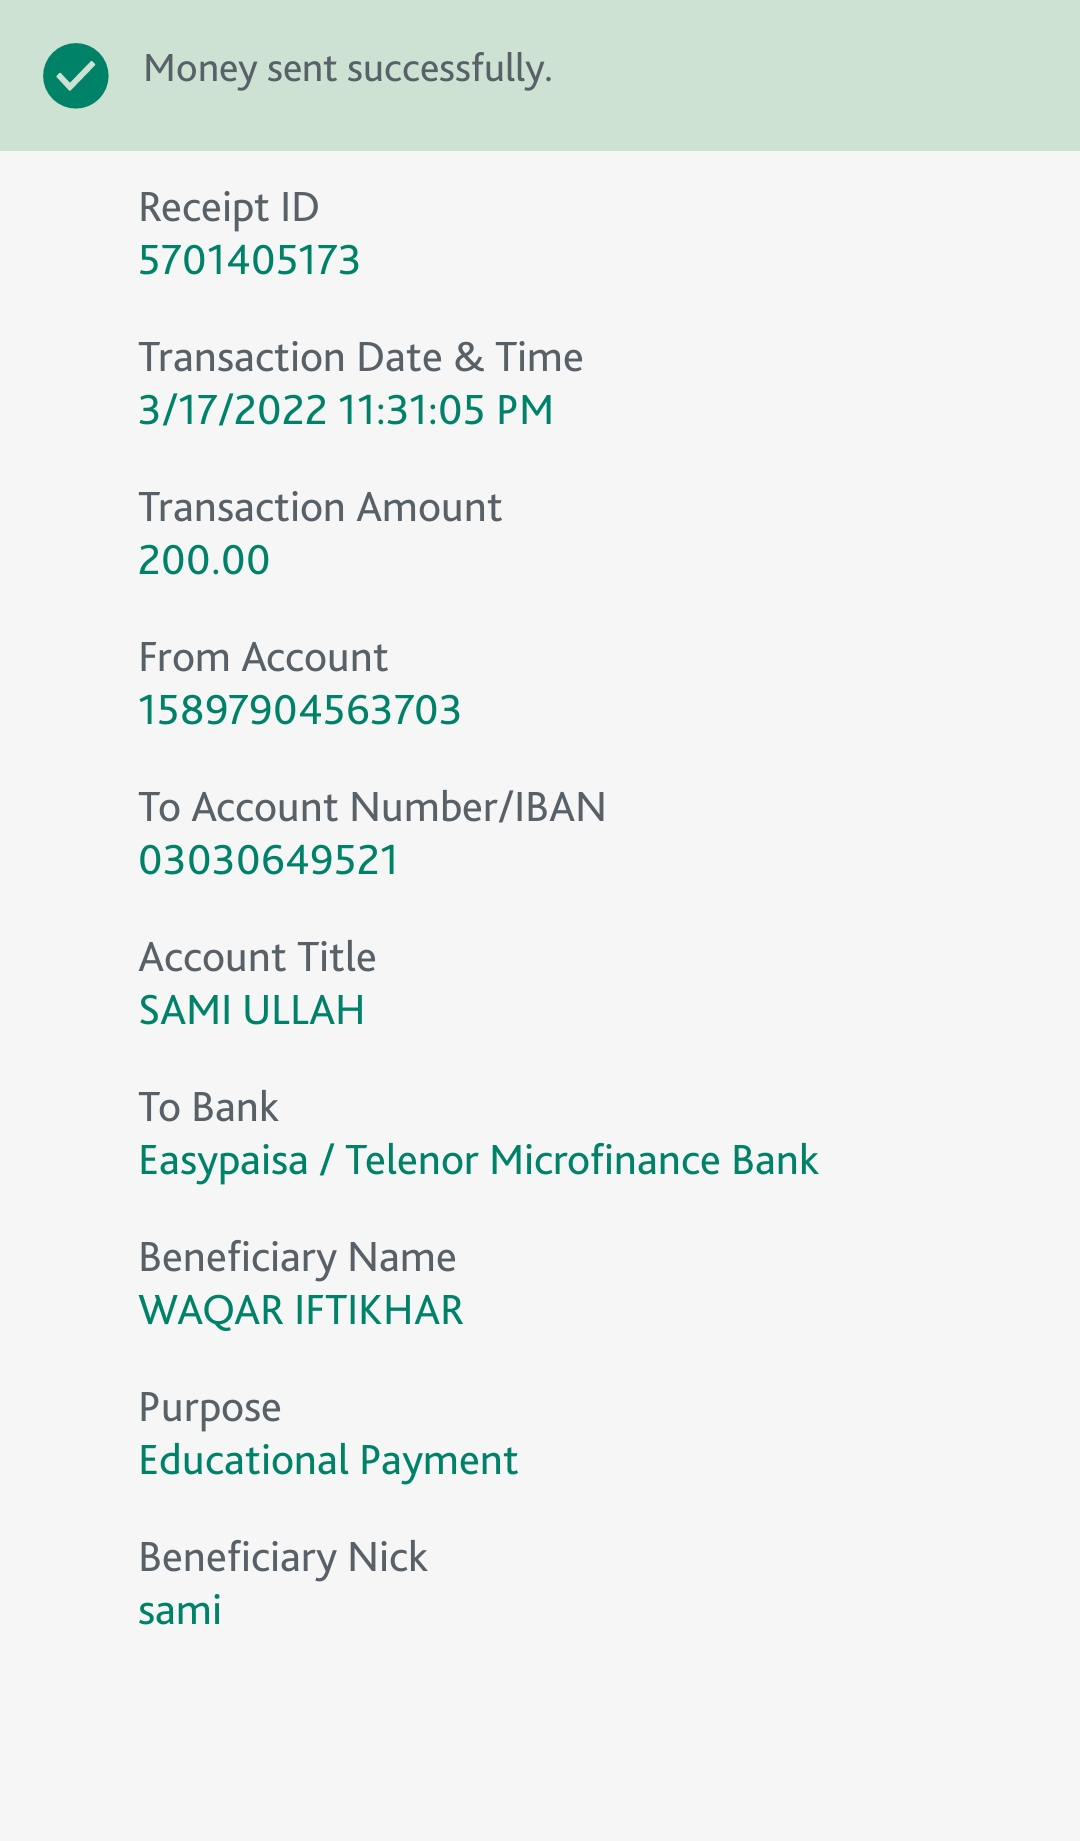 Money sent successfully.
Receipt ID
5701405173
Transaction Date & Time
3/17/2022 11:31:05 PM
Transaction Amount
200.00
From Account
15897904563703
To Account Number/IBAN
03030649521
Account Title
SAMI ULLAH
To Bank
Easypaisa / Telenor Microfinance Bank
Beneficiary Name
WAQAR IFTIKHAR
Purpose
Educational Payment
Beneficiary Nick
sami